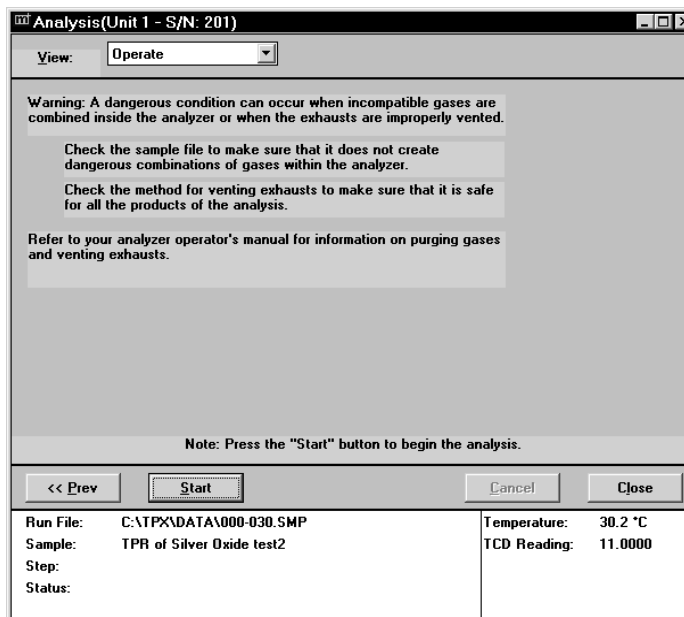 Analysis(Unit 1 - S/N: 201)
View: Operate
Warning: A dangerous condition can occur when incompatible gases are
combined inside the analyzer or when the exhausts are improperly vented.
Check the sample file to make sure that it does not create
dangerous combinations of gases within the analyzer.
Check the method for venting exhausts to make sure that it is safe
for all the products of the analysis.
Refer to your analyzer operator's manual for information on purging gases
and venting exhausts.
Note: Press the "Start" button to begin the analysis.
<< Prev Start Cancel Close
Run File: C:\TPX\DATA\000-030.SMP
Sample: TPR of Silver Oxide test2
Step:
Status:
Temperature: 30.2 °C
TCD Reading: 11.0000